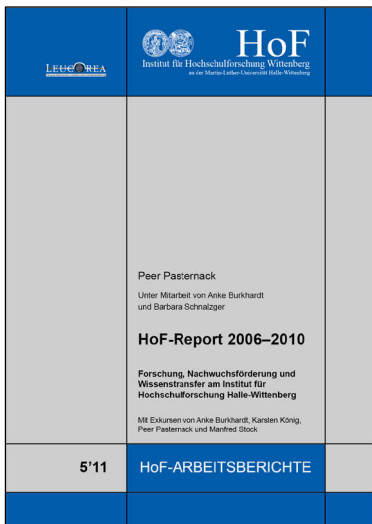 HoF
Institut für Hochschulforschung Wittenberg
an der Martin-Luther-Universität Halle-Wittenberg
LEUCOREA
Peer Pasternack
Unter Mitarbeit von Anke Burkhardt
und Barbara Schnalzger
HoF-Report 2006–2010
Forschung, Nachwuchsförderung und
Wissenstransfer am Institut für
Hochschulforschung Halle-Wittenberg
Mit Exkursen von Anke Burkhardt, Karsten König,
Peer Pasternack und Manfred Stock
5’11
HoF-ARBEITSBERICHTE